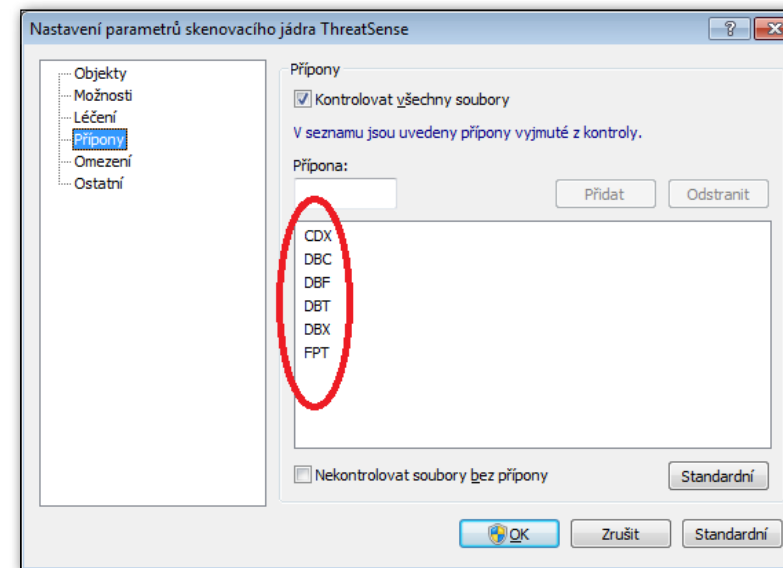 Nastavení parametrů skenovacího jádra ThreatSense
Objekty
Možnosti
Léčení
Přípony
Omezení
Ostatní
Přípony
Kontrolovat všechny soubory
V seznamu jsou uvedeny přípony vyjmuté z kontroly.
Přípona:
Přidat
Odstranit
CDX
DBC
DBF
DBT
DBX
FPT
Nekontrolovat soubory bez přípony
Standardní
OK
Zrušit
Standardní